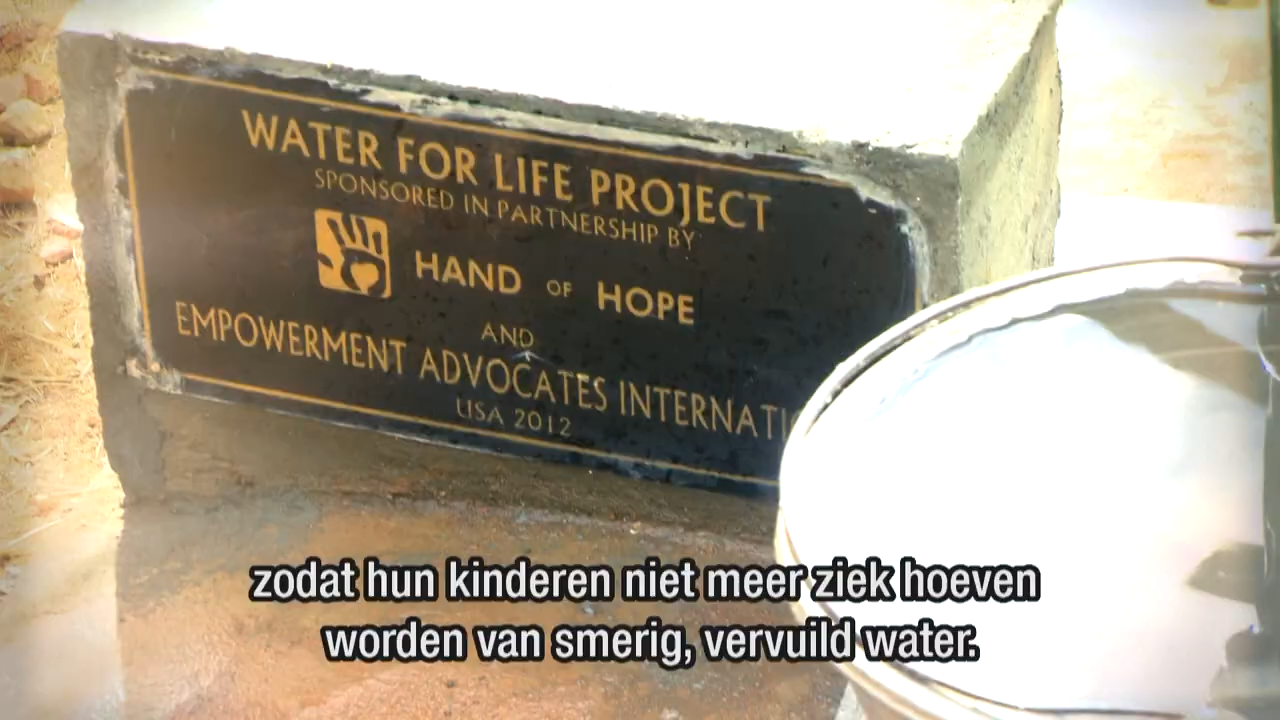 WATER FOR LIFE PROJECT
SPONSORED IN PARTNERSHIP BY
HAND OF HOPE
AND
EMPOWERMENT ADVOCATES
USA 2012
zodat hun kinderen niet meer ziek hoeven
worden van smerig, vervuild water.